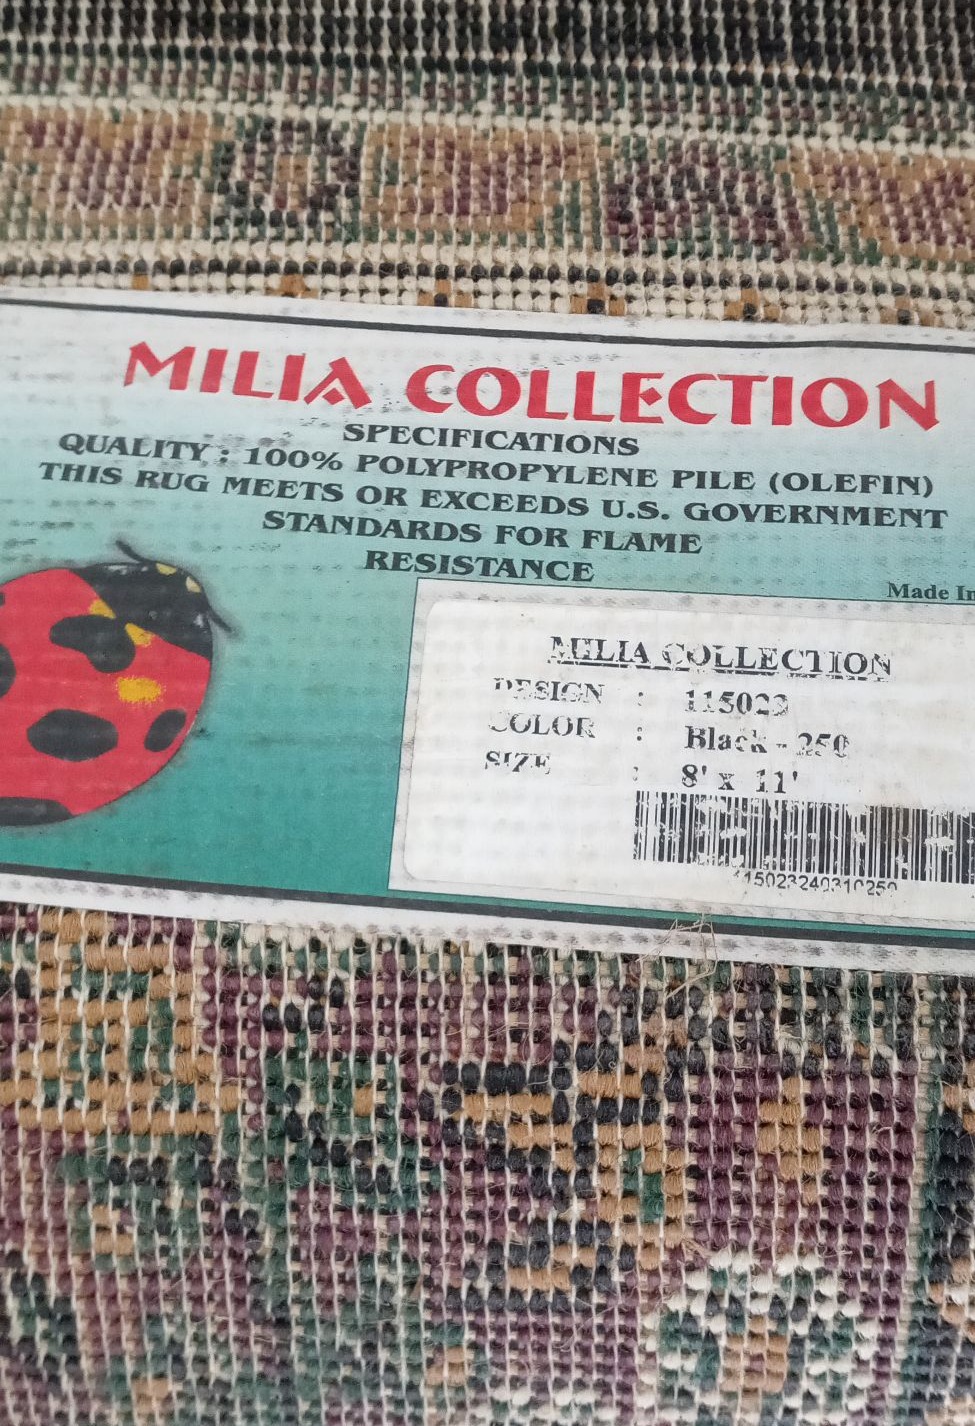 MILIA COLLECTION
SPECIFICATIONS
QUALITY : 100% POLYPROPYLENE PILE (OLEFIN)
THIS RUG MEETS OR EXCEEDS U.S. GOVERNMENT
STANDARDS FOR FLAME
RESISTANCE
Made In
MILIA COLLECTION
DESIGN : 115023
COLOR : Black - 250
SIZE : 8' x 11'
115023240310250